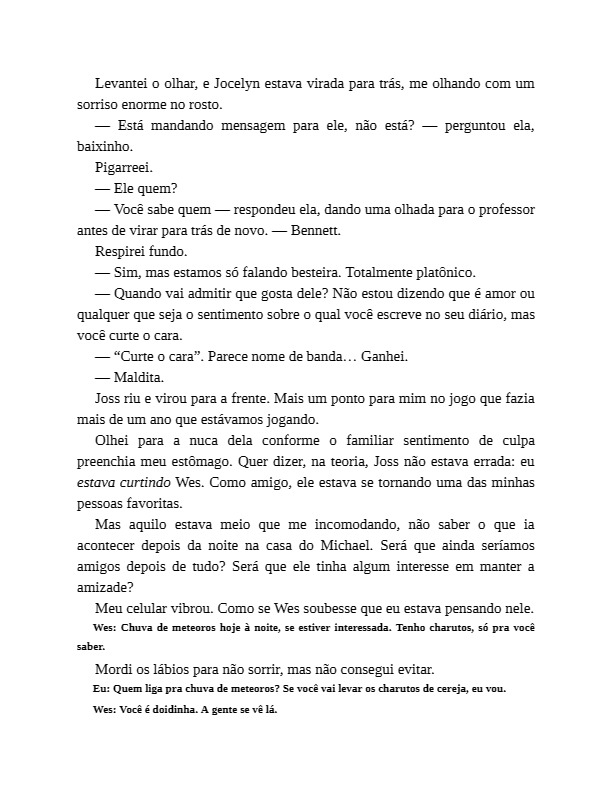 Levantei o olhar, e Jocelyn estava virada para trás, me olhando com um
sorriso enorme no rosto.
— Está mandando mensagem para ele, não está? — perguntou ela,
baixinho.
Pigarreei.
— Ele quem?
— Você sabe quem — respondeu ela, dando uma olhada para o professor
antes de virar para trás de novo. — Bennett.
Respirei fundo.
— Sim, mas estamos só falando besteira. Totalmente platônico.
— Quando vai admitir que gosta dele? Não estou dizendo que é amor ou
qualquer que seja o sentimento sobre o qual você escreve no seu diário, mas
você curte o cara.
— “Curte o cara”. Parece nome de banda… Ganhei.
— Maldita.
Joss riu e virou para a frente. Mais um ponto para mim no jogo que fazia
mais de um ano que estávamos jogando.
Olhei para a nuca dela conforme o familiar sentimento de culpa
preenchia meu estômago. Quer dizer, na teoria, Joss não estava errada: eu
estava curtindo Wes. Como amigo, ele estava se tornando uma das minhas
pessoas favoritas.
Mas aquilo estava meio que me incomodando, não saber o que ia
acontecer depois da noite na casa do Michael. Será que ainda seríamos
amigos depois de tudo? Será que ele tinha algum interesse em manter a
amizade?
Meu celular vibrou. Como se Wes soubesse que eu estava pensando nele.
Wes: Chuva de meteoros hoje à noite, se estiver interessada. Tenho charutos, só pra você
saber.
Mordi os lábios para não sorrir, mas não consegui evitar.
Eu: Quem liga pra chuva de meteoros? Se você vai levar os charutos de cereja, eu vou.
Wes: Você é doidinha. A gente se vê lá.